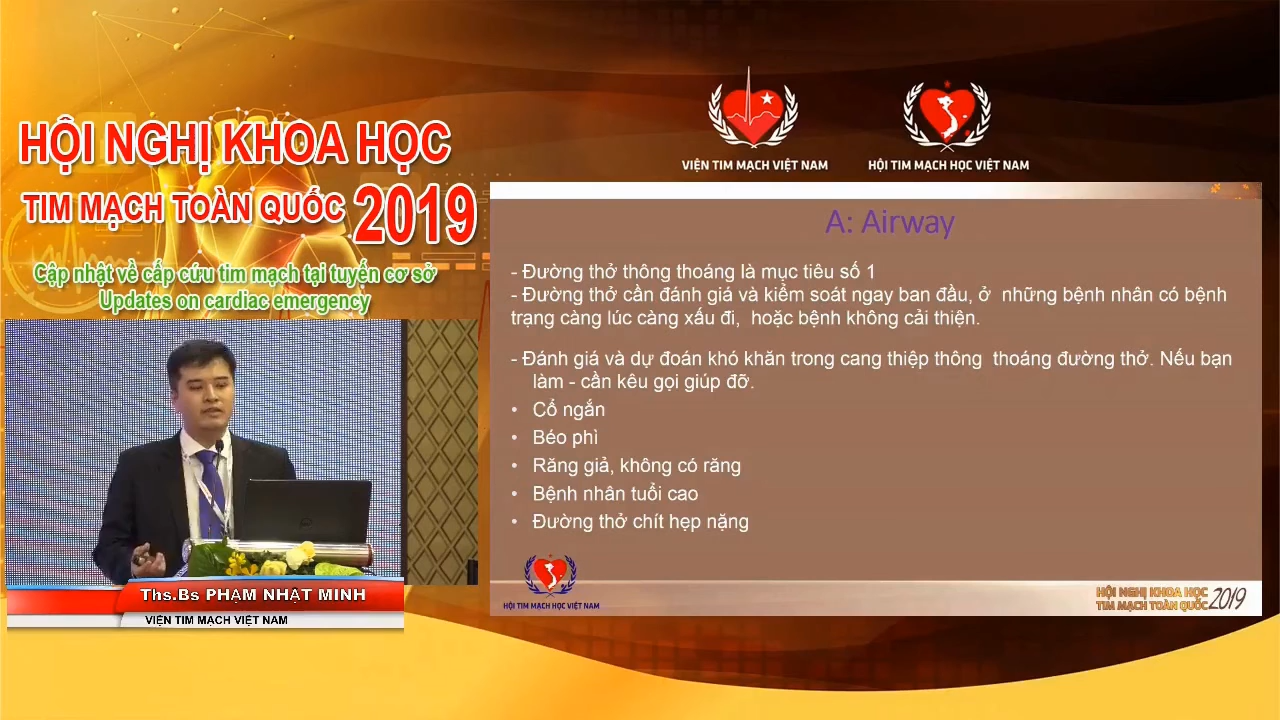 HỘI NGHỊ KHOA HỌC
TIM MẠCH TOÀN QUỐC 2019
Cập nhật về cấp cứu tim mạch tại tuyến cơ sở
Updates on cardiac emergency
VIỆN TIM MẠCH VIỆT NAM
HỘI TIM MẠCH HỌC VIỆT NAM
A: Airway
- Đường thở thông thoáng là mục tiêu số 1
- Đường thở cần đánh giá và kiểm soát ngay ban đầu, ở những bệnh nhân có bệnh
trạng càng lúc càng xấu đi, hoặc bệnh không cải thiện.
- Đánh giá và dự đoán khó khăn trong cang thiệp thông thoáng đường thở. Nếu bạn
làm - cần kêu gọi giúp đỡ.
• Cổ ngắn
• Béo phì
• Răng giả, không có răng
• Bệnh nhân tuổi cao
• Đường thở chít hẹp nặng
HỘI TIM MẠCH HỌC VIỆT NAM
HỘI NGHỊ KHOA HỌC
TIM MẠCH TOÀN QUỐC 2019
Ths.Bs PHẠM NHẬT MINH
VIỆN TIM MẠCH VIỆT NAM